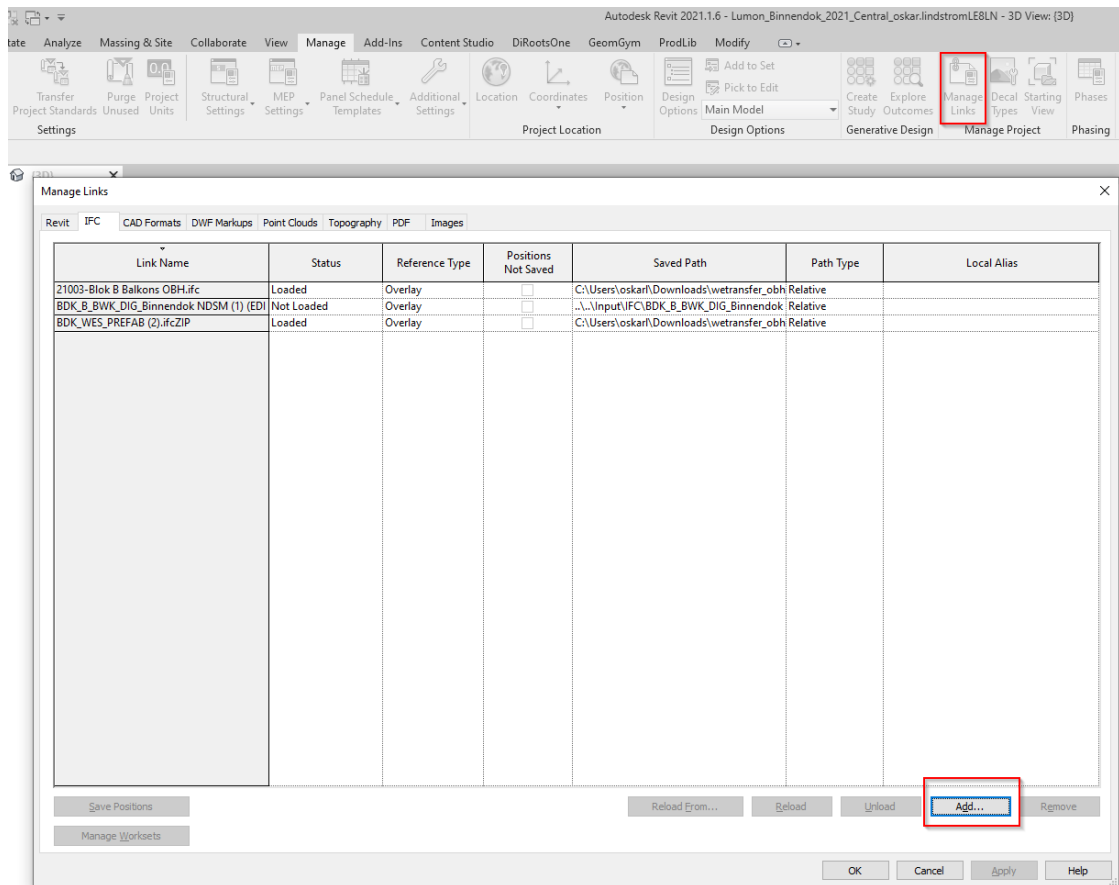 Autodesk Revit 2021.1.6 - Lumon_Binnendok_2021_Central_oskar.lindstromLE8LN - 3D View: {3D}
tate Analyze Massing & Site Collaborate View Manage Add-Ins Content Studio DiRootsOne GeomGym ProdLib Modify
Transfer Project Standards Purge Unused Project Units Structural Settings MEP Settings Panel Schedule Templates Additional Settings Location Coordinates Position Design Options Add to Set Pick to Edit Main Model Create Study Explore Outcomes Manage Links Decal Types Starting View Phases
Settings Project Location Design Options Generative Design Manage Project Phasing
{3D}
Manage Links
Revit IFC CAD Formats DWF Markups Point Clouds Topography PDF Images
Link Name Status Reference Type Positions Not Saved Saved Path Path Type Local Alias
21003-Blok B Balkons OBH.ifc Loaded Overlay C:\Users\oskarl\Downloads\wetransfer_obh Relative
BDK_B_BWK_DIG_Binnendok NDSM (1) (EDI Not Loaded Overlay ..\..\Input\IFC\BDK_B_BWK_DIG_Binnendok Relative
BDK_WES_PREFAB (2).ifcZIP Loaded Overlay C:\Users\oskarl\Downloads\wetransfer_obh Relative
Save Positions Reload From... Reload Unload Add... Remove
Manage Worksets
OK Cancel Apply Help